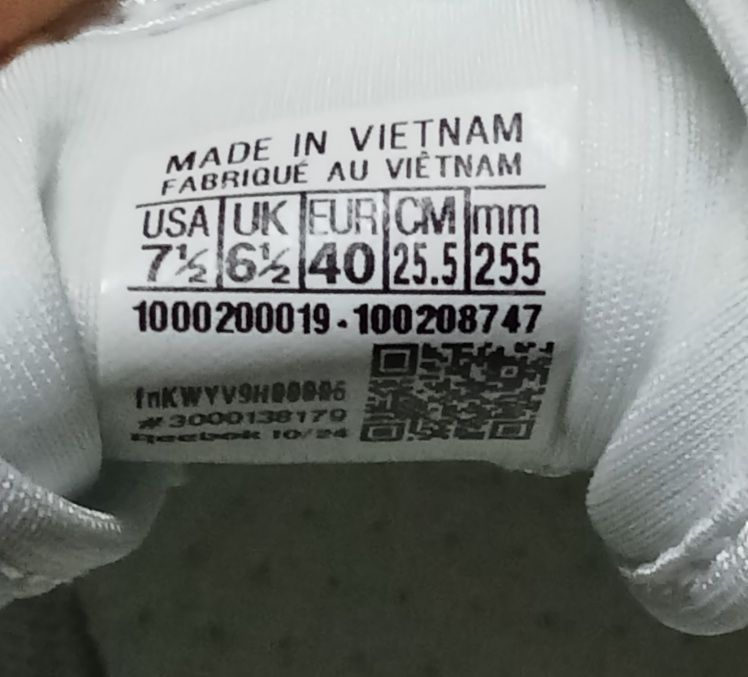 MADE IN VIETNAM
FABRIQUÉ AU VIÊTNAM
USA UK EUR CM mm
7½ 6½ 40 25.5 255
1000200019-100208747
#3000138179
Reebok 10/24